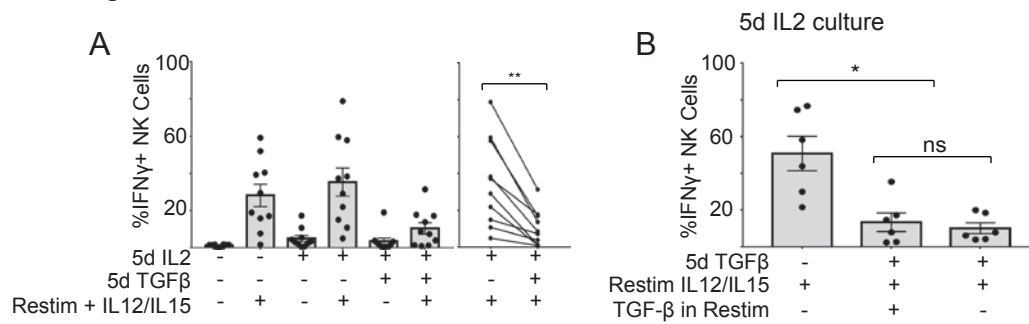 5d IL2 culture
A
B
%IFNγ+ NK Cells
100
60
20
**
5d IL2 - - + + + + + +
5d TGFβ - - - - + + - +
Restim + IL12/IL15 - + - + - + + +
%IFNγ+ NK Cells
100
60
20
*
ns
5d TGFβ - + +
Restim IL12/IL15 + + +
TGF-β in Restim - + -